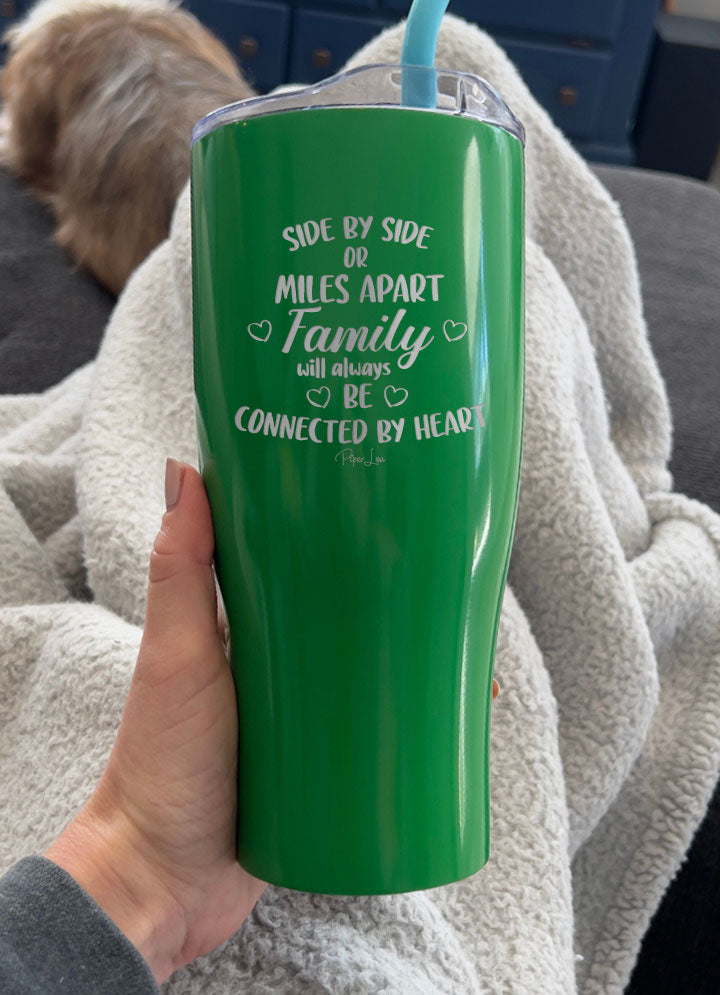 SIDE BY SIDE
OR
MILES APART
Family
will always
BE
CONNECTED BY HEART
Piper Lou